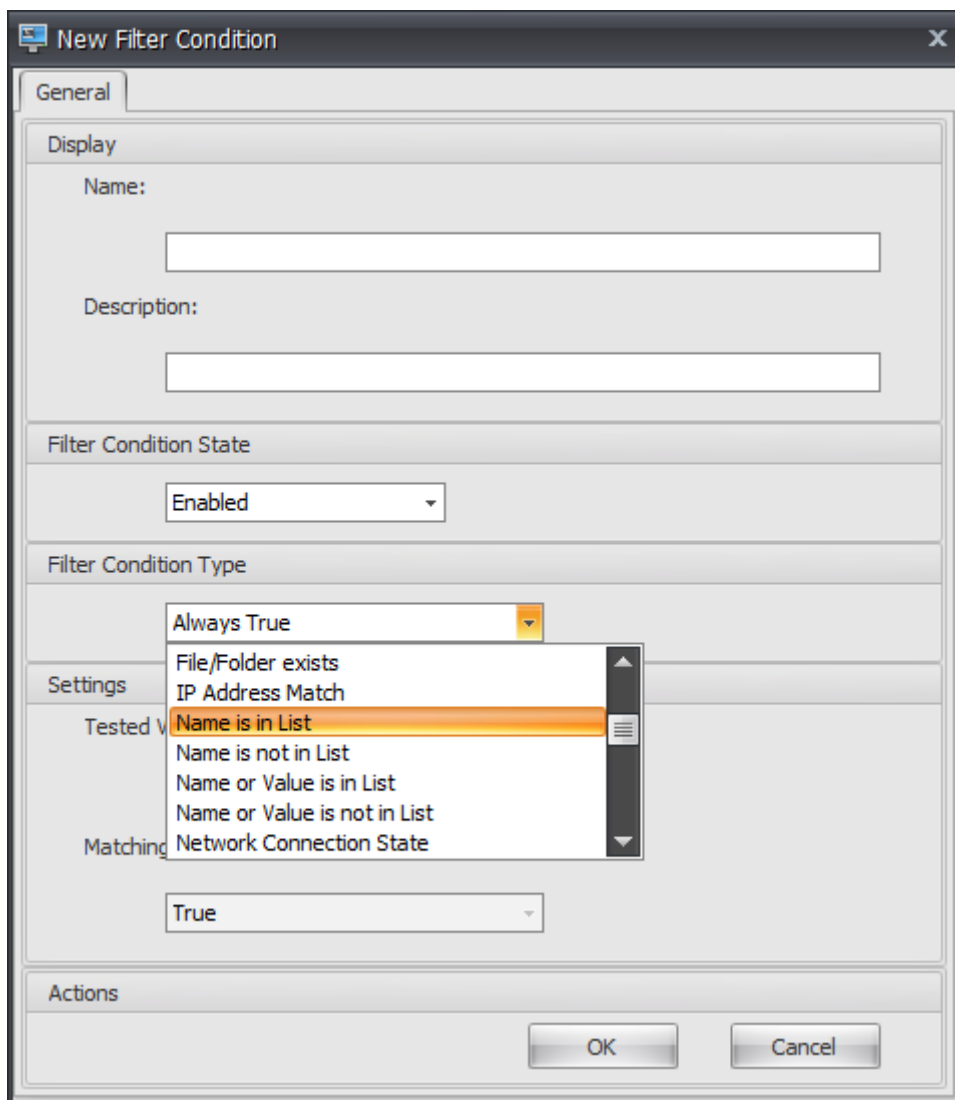 New Filter Condition
General
Display
Name:
Description:
Filter Condition State
Enabled
Filter Condition Type
Always True
File/Folder exists
IP Address Match
Settings
Name is in List
Tested
Name is not in List
Name or Value is in List
Name or Value is not in List
Network Connection State
Matching
True
Actions
OK Cancel